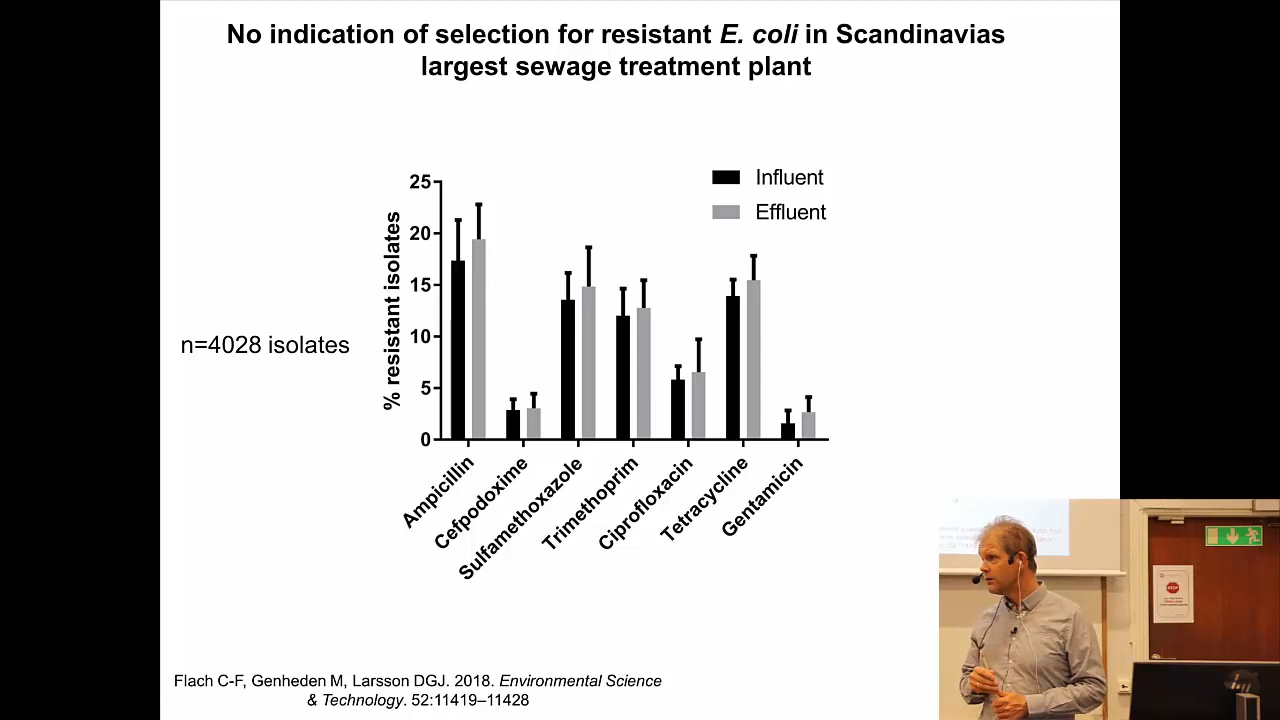 No indication of selection for resistant E. coli in Scandinavias
largest sewage treatment plant
Influent
Effluent
25
20
15
10
5
0
% resistant isolates
n=4028 isolates
Ampicillin
Cefpodoxime
Sulfamethoxazole
Trimethoprim
Ciprofloxacin
Tetracycline
Gentamicin
STOP
Flach C-F, Genheden M, Larsson DGJ. 2018. Environmental Science
& Technology. 52:11419–11428